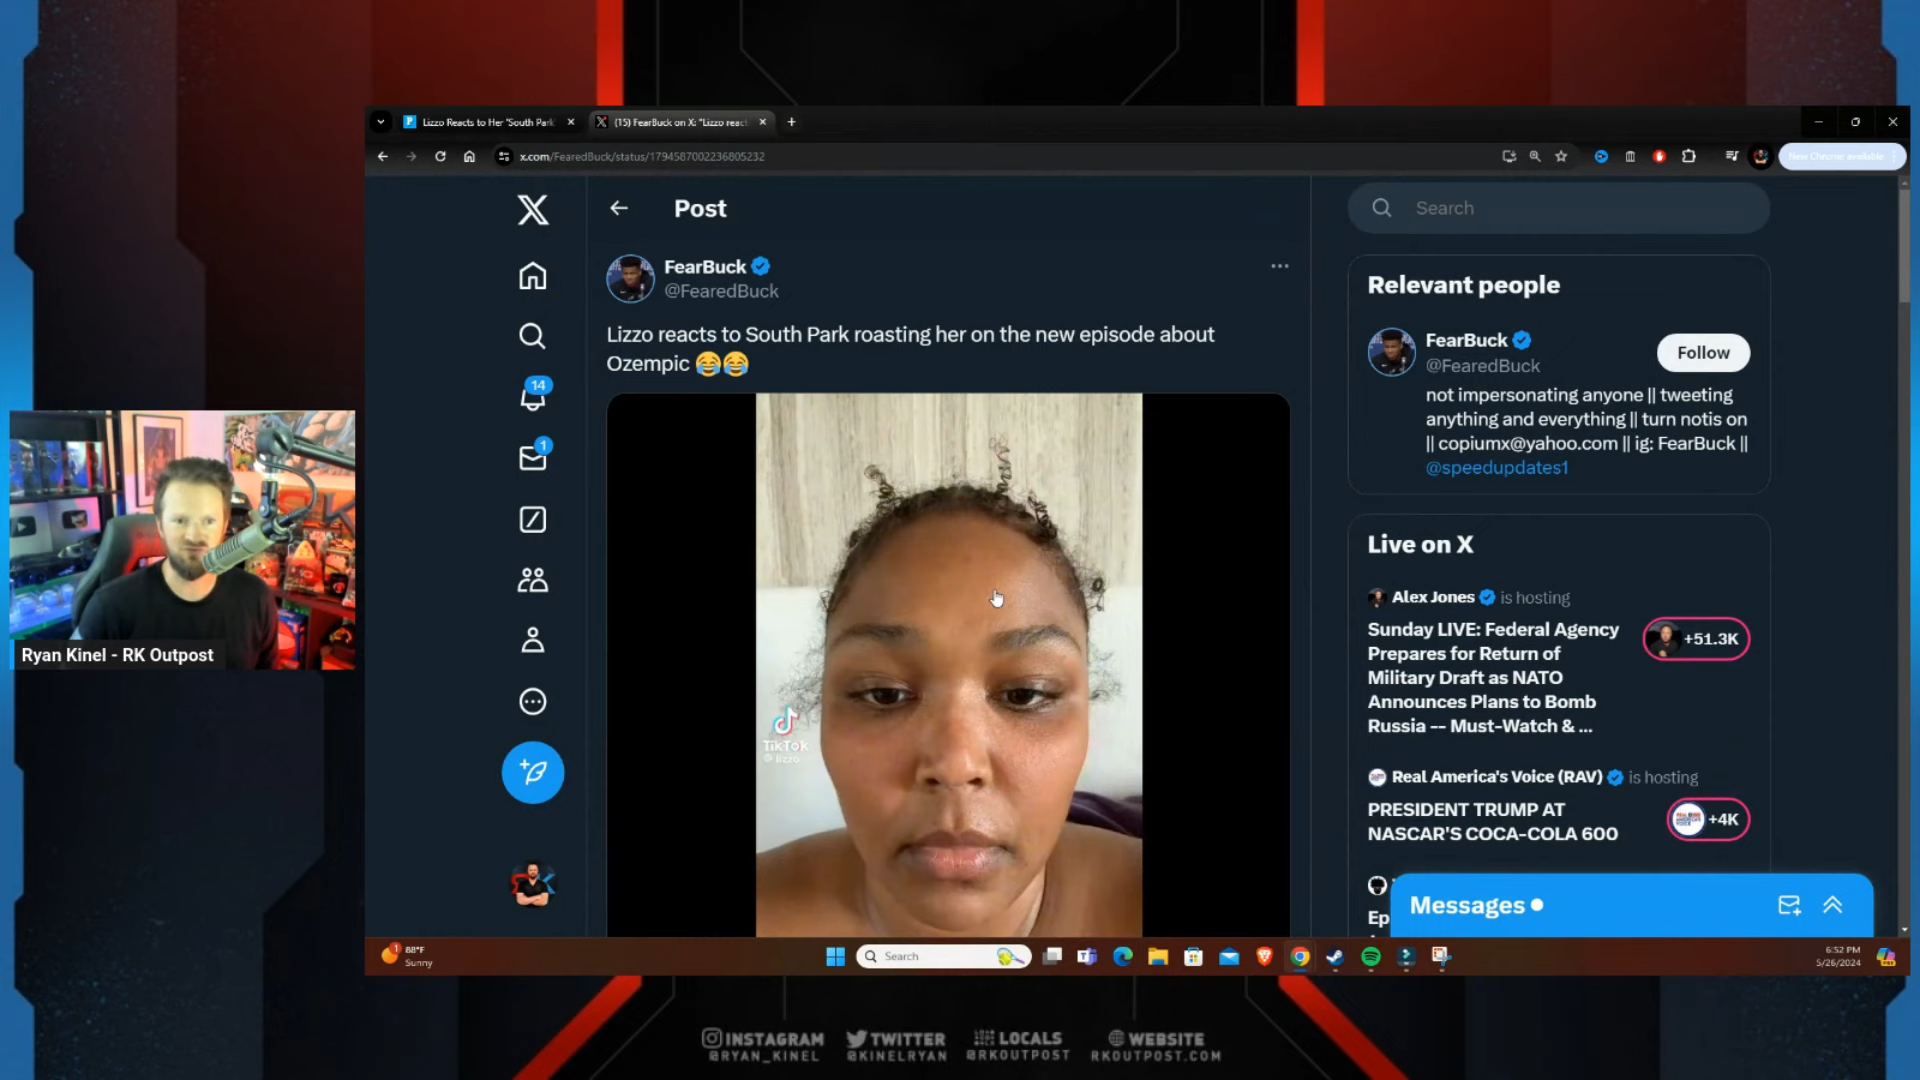 Lizzo Reacts to Her 'South Park'
(15) FearBuck on X: "Lizzo react
x.com/FearedBuck/status/1794587002236805232
New Chrome available
Post
Search
FearBuck
@FearedBuck
Lizzo reacts to South Park roasting her on the new episode about
Ozempic 😂😂
Relevant people
FearBuck
@FearedBuck
Follow
not impersonating anyone || tweeting
anything and everything || turn notis on
|| copiumx@yahoo.com || ig: FearBuck ||
@speedupdates1
14
1
Live on X
Alex Jones is hosting
Sunday LIVE: Federal Agency
Prepares for Return of
Military Draft as NATO
Announces Plans to Bomb
Russia -- Must-Watch & ...
+51.3K
Real America's Voice (RAV) is hosting
PRESIDENT TRUMP AT
NASCAR'S COCA-COLA 600
+4K
Ep
Messages
TikTok
lizzo
Ryan Kinel - RK Outpost
1
88°F
Sunny
Search
6:52 PM
5/26/2024
INSTAGRAM
@RYAN_KINEL
TWITTER
@KINELRYAN
LOCALS
@RKOUTPOST
WEBSITE
RKOUTPOST.COM